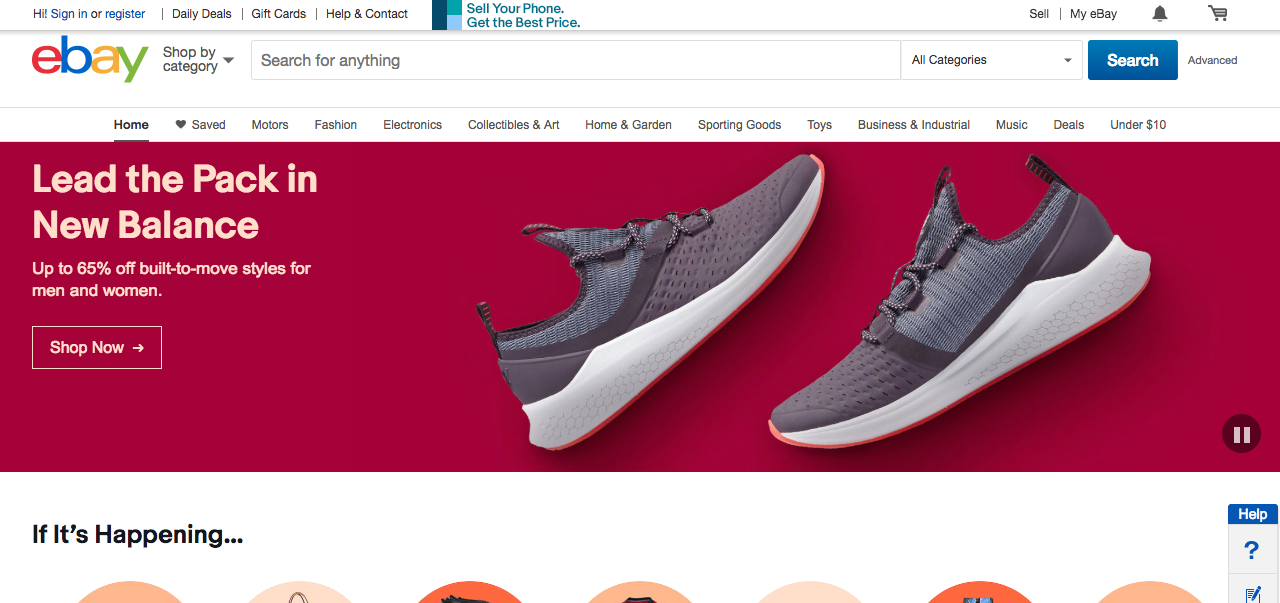 Hi! Sign in or register
Daily Deals
Gift Cards
Help & Contact
Sell Your Phone.
Get the Best Price.
Sell
My eBay
ebay
Shop by
category
Search for anything
All Categories
Search
Advanced
Home
Saved
Motors
Fashion
Electronics
Collectibles & Art
Home & Garden
Sporting Goods
Toys
Business & Industrial
Music
Deals
Under $10
Lead the Pack in
New Balance
Up to 65% off built-to-move styles for
men and women.
Shop Now →
If It’s Happening...
Help
?